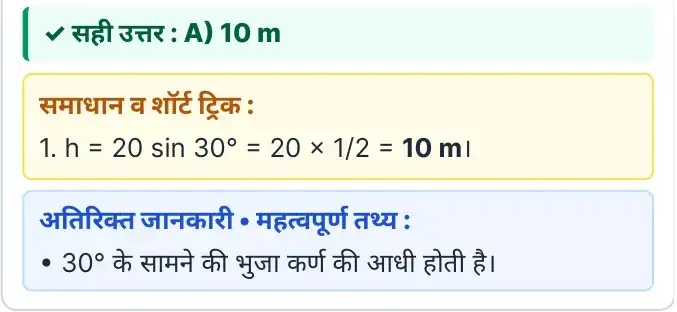 ✓ सही उत्तर : A) 10 m
समाधान व शॉर्ट ट्रिक :
1. h = 20 sin 30° = 20 × 1/2 = 10 m।
अतिरिक्त जानकारी • महत्वपूर्ण तथ्य :
• 30° के सामने की भुजा कर्ण की आधी होती है।